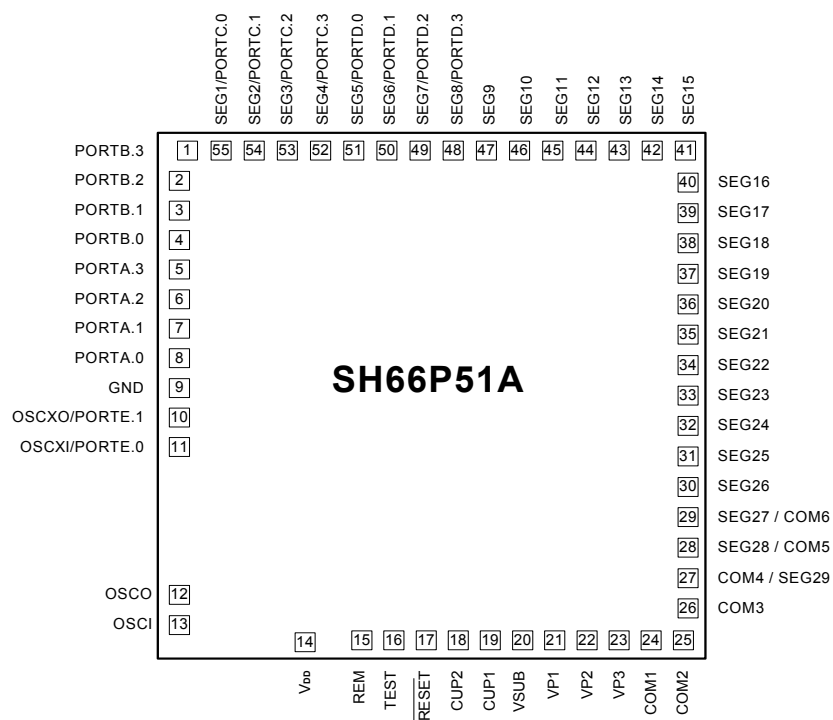 SEG1/PORTC.0
SEG2/PORTC.1
SEG3/PORTC.2
SEG4/PORTC.3
SEG5/PORTD.0
SEG6/PORTD.1
SEG7/PORTD.2
SEG8/PORTD.3
SEG9
SEG10
SEG11
SEG12
SEG13
SEG14
SEG15
PORTB.3
1 55 54 53 52 51 50 49 48 47 46 45 44 43 42 41
PORTB.2 2
40 SEG16
PORTB.1 3
39 SEG17
PORTB.0 4
38 SEG18
PORTA.3 5
37 SEG19
PORTA.2 6
36 SEG20
PORTA.1 7
35 SEG21
PORTA.0 8
34 SEG22
GND 9
SH66P51A
33 SEG23
OSCXO/PORTE.1 10
32 SEG24
OSCXI/PORTE.0 11
31 SEG25
30 SEG26
29 SEG27 / COM6
28 SEG28 / COM5
27 COM4 / SEG29
OSCO 12
26 COM3
OSCI 13
14 15 16 17 18 19 20 21 22 23 24 25
VDD
REM
TEST
RESET
CUP2
CUP1
VSUB
VP1
VP2
VP3
COM1
COM2